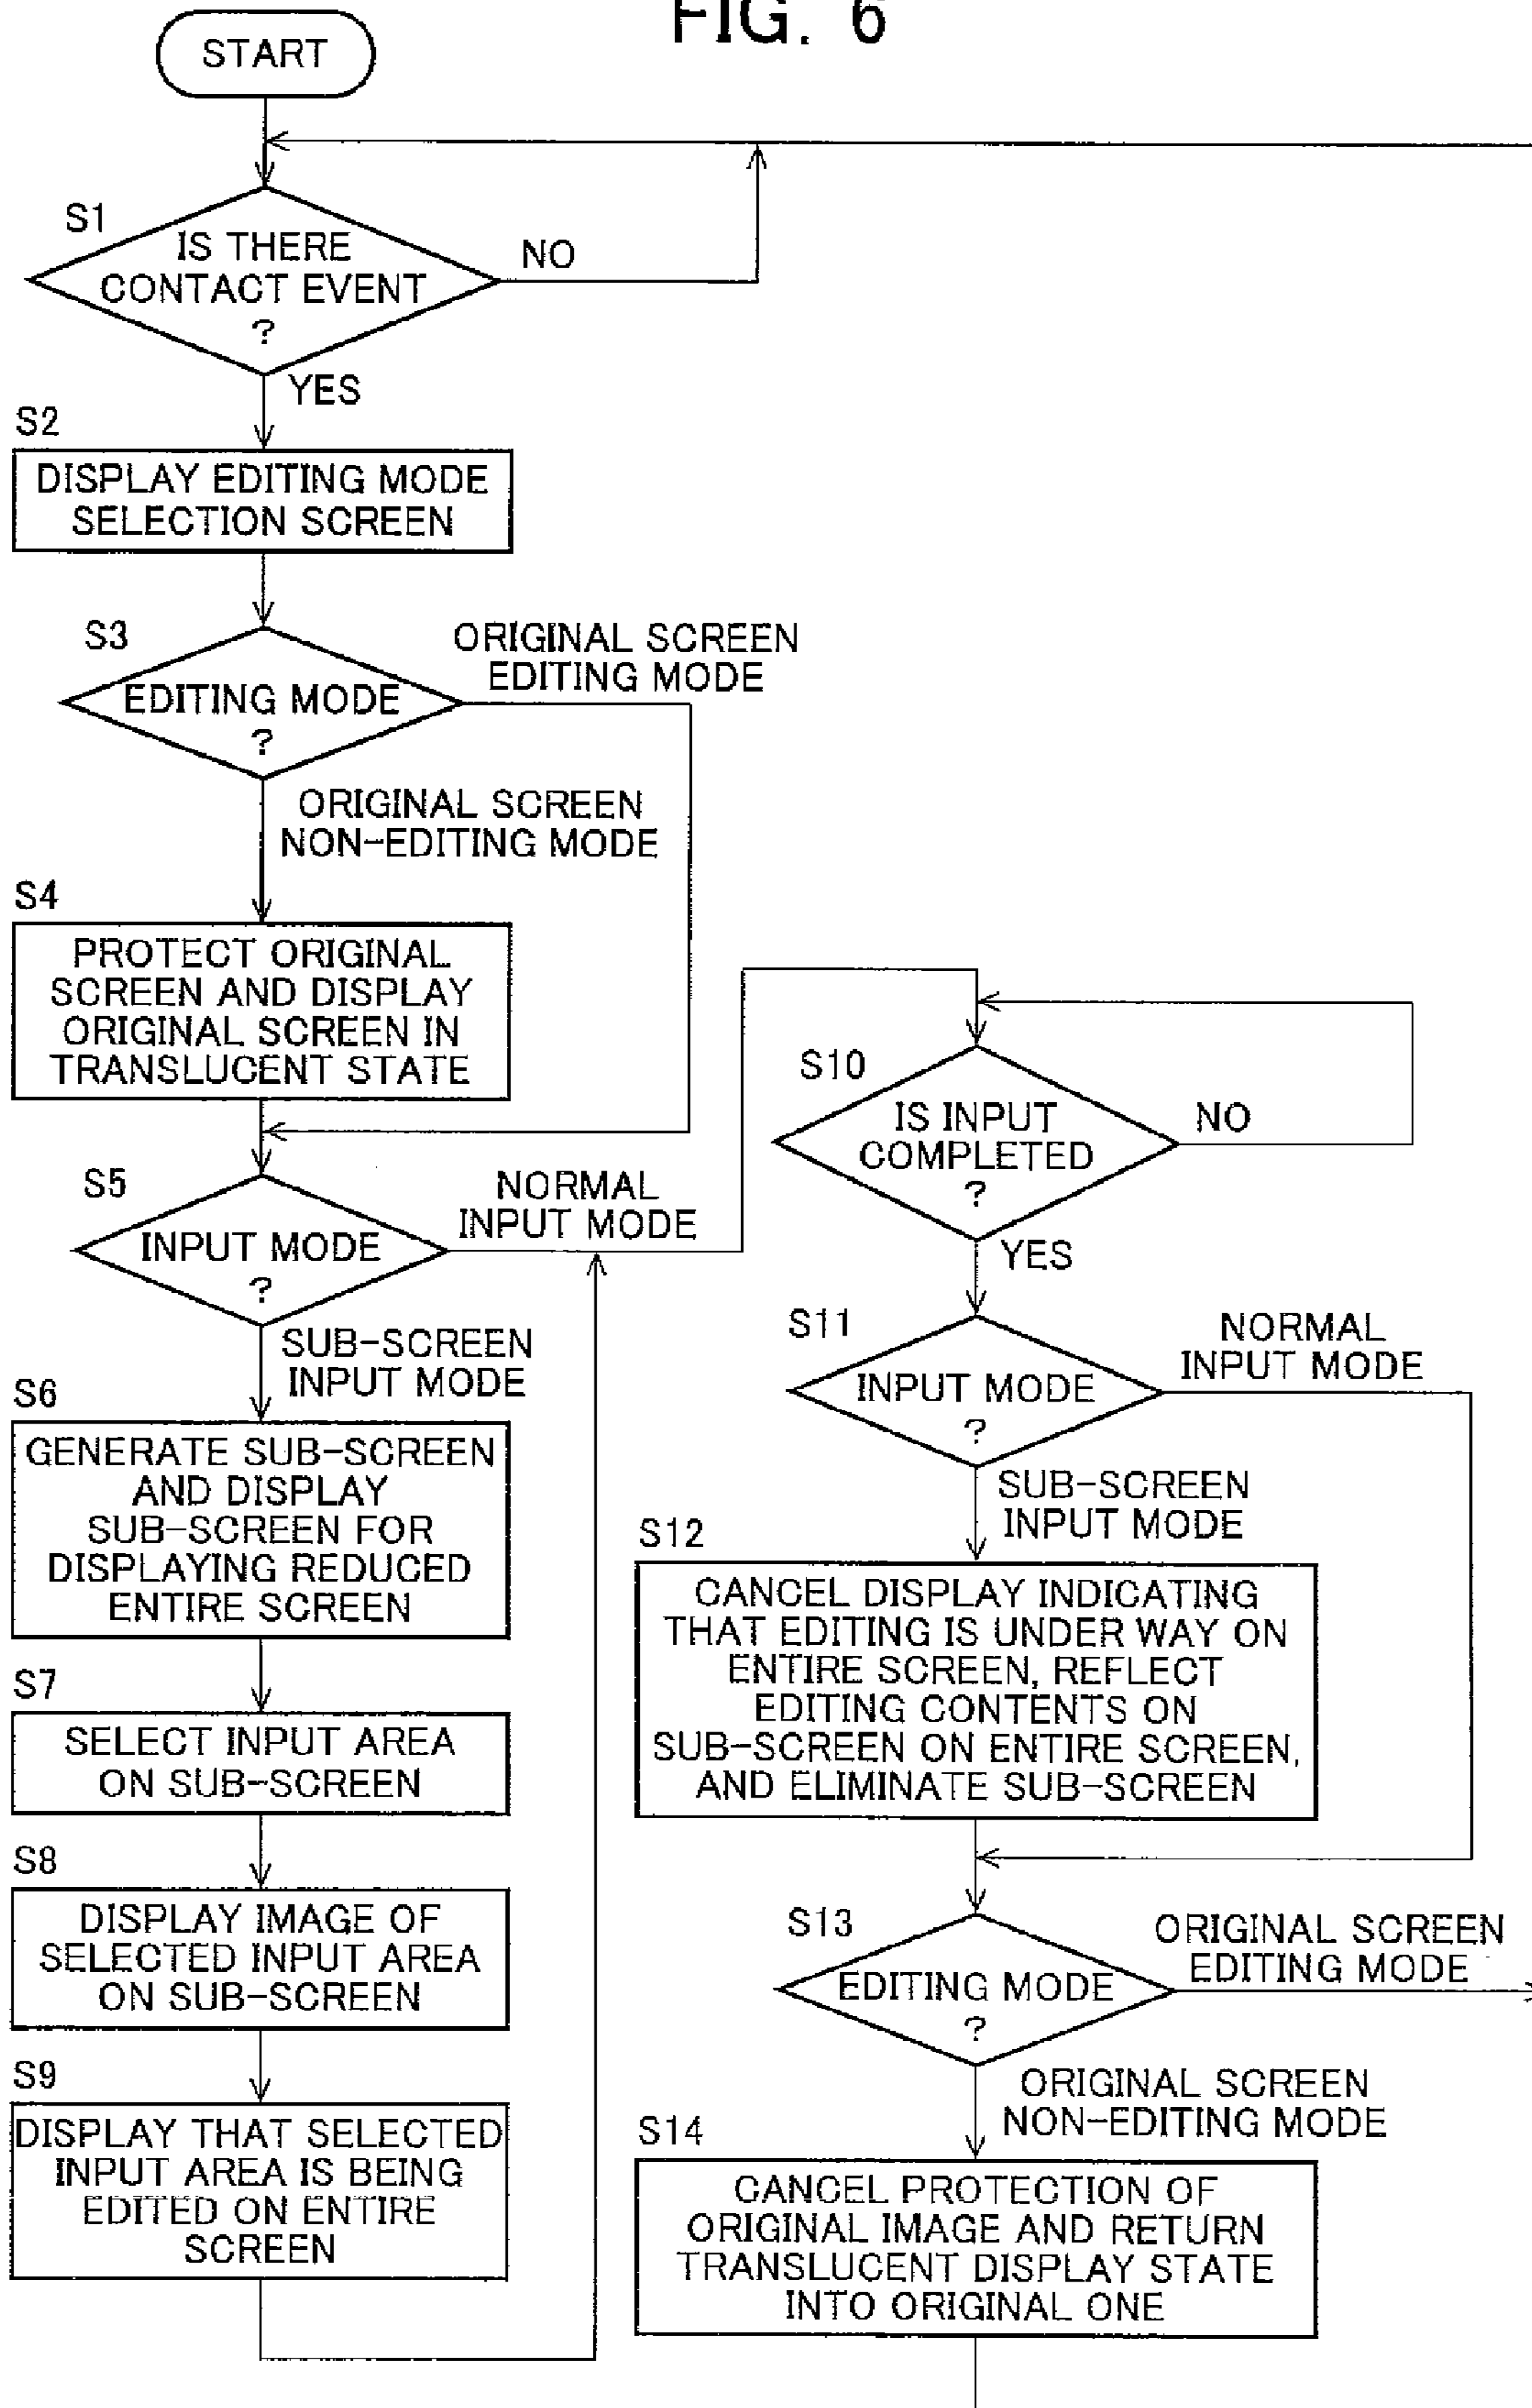 FIG. 6
START
S1
IS THERE
CONTACT EVENT
?
NO
YES
S2
DISPLAY EDITING MODE
SELECTION SCREEN
S3
EDITING MODE
?
ORIGINAL SCREEN
EDITING MODE
ORIGINAL SCREEN
NON-EDITING MODE
S4
PROTECT ORIGINAL
SCREEN AND DISPLAY
ORIGINAL SCREEN IN
TRANSLUCENT STATE
S5
INPUT MODE
?
NORMAL
INPUT MODE
SUB-SCREEN
INPUT MODE
S6
GENERATE SUB-SCREEN
AND DISPLAY
SUB-SCREEN FOR
DISPLAYING REDUCED
ENTIRE SCREEN
S7
SELECT INPUT AREA
ON SUB-SCREEN
S8
DISPLAY IMAGE OF
SELECTED INPUT AREA
ON SUB-SCREEN
S9
DISPLAY THAT SELECTED
INPUT AREA IS BEING
EDITED ON ENTIRE
SCREEN
S10
IS INPUT
COMPLETED
?
NO
YES
S11
INPUT MODE
?
NORMAL
INPUT MODE
SUB-SCREEN
INPUT MODE
S12
CANCEL DISPLAY INDICATING
THAT EDITING IS UNDER WAY ON
ENTIRE SCREEN, REFLECT
EDITING CONTENTS ON
SUB-SCREEN ON ENTIRE SCREEN,
AND ELIMINATE SUB-SCREEN
S13
EDITING MODE
?
ORIGINAL SCREEN
EDITING MODE
ORIGINAL SCREEN
NON-EDITING MODE
S14
CANCEL PROTECTION OF
ORIGINAL IMAGE AND RETURN
TRANSLUCENT DISPLAY STATE
INTO ORIGINAL ONE